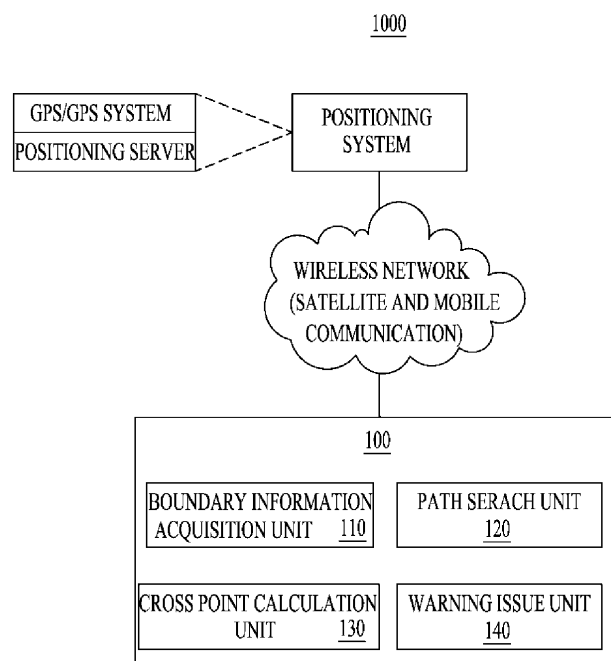 1000
GPS/GPS SYSTEM
POSITIONING SERVER
POSITIONING
SYSTEM
WIRELESS NETWORK
(SATELLITE AND MOBILE
COMMUNICATION)
100
BOUNDARY INFORMATION
ACQUISITION UNIT 110
PATH SERACH UNIT
120
CROSS POINT CALCULATION
UNIT 130
WARNING ISSUE UNIT
140